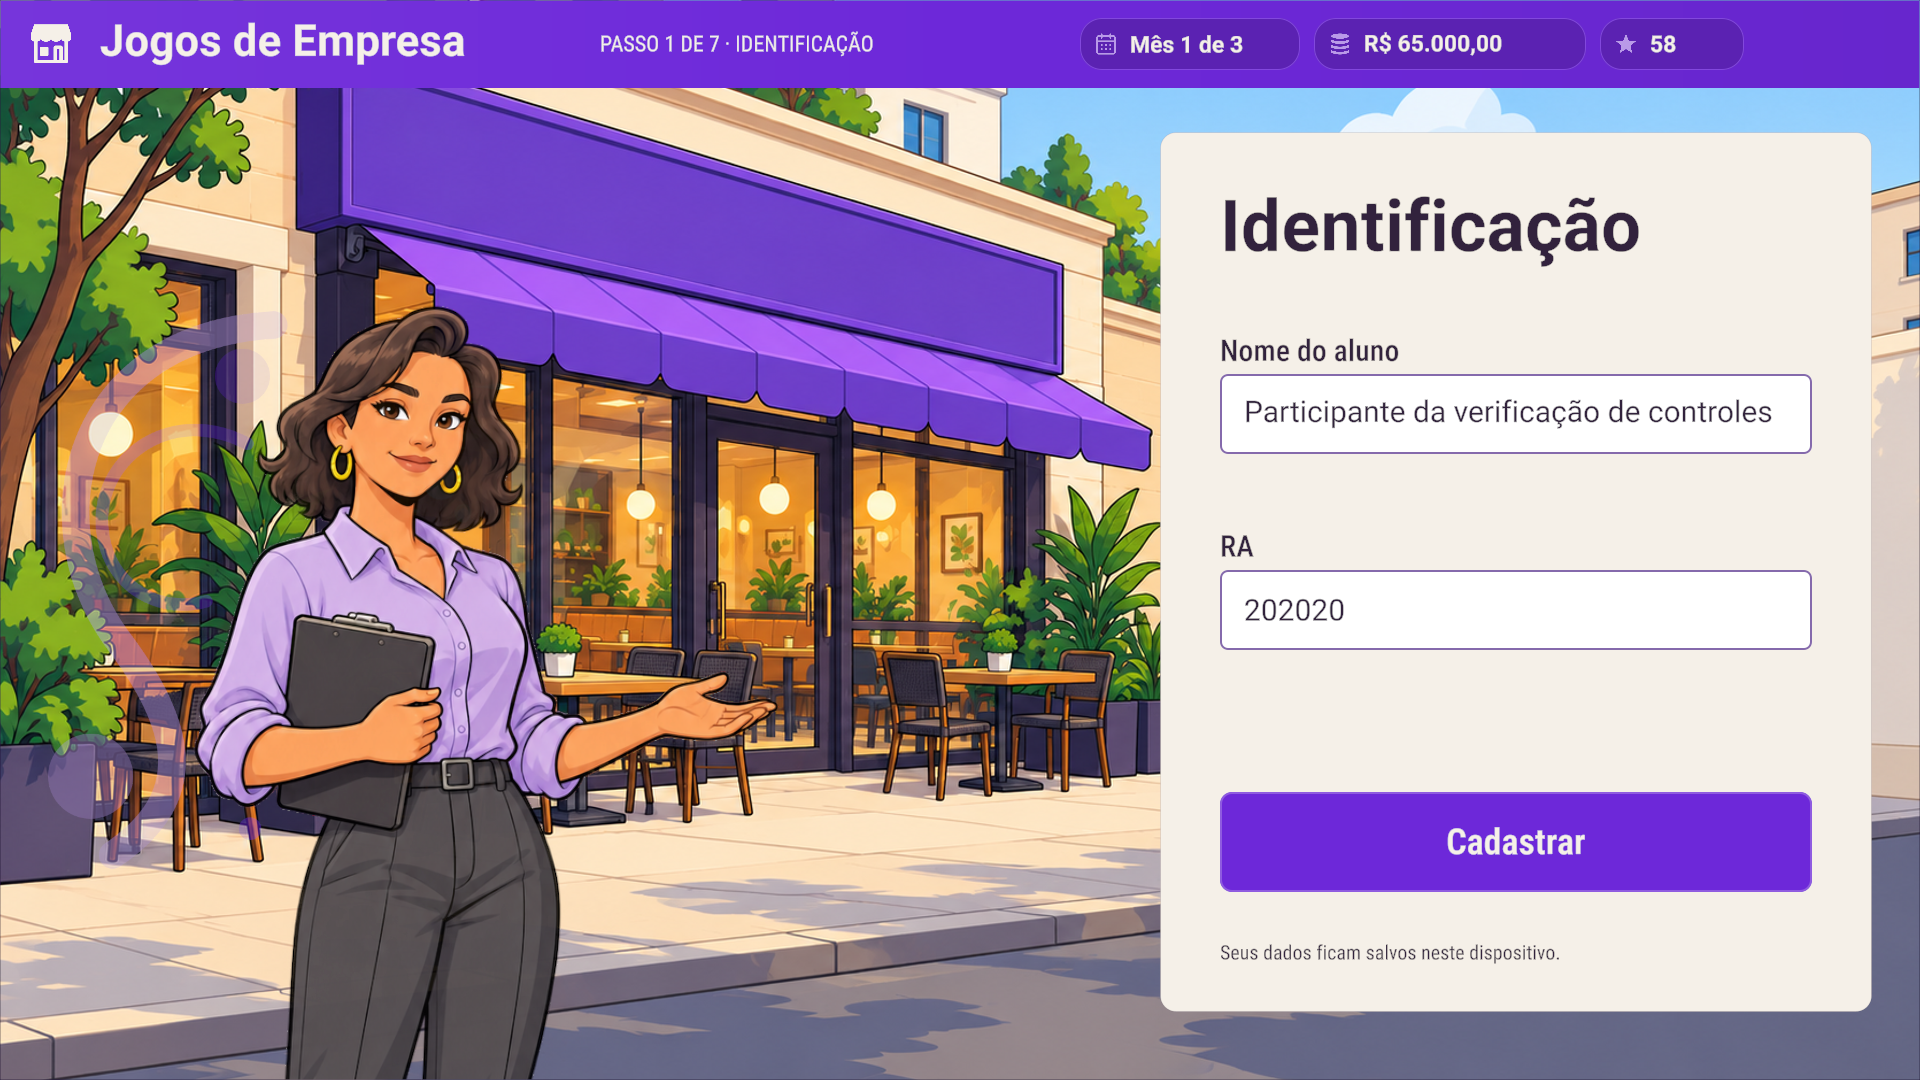 Jogos de Empresa
PASSO 1 DE 7 · IDENTIFICAÇÃO
Mês 1 de 3
R$ 65.000,00
58
Identificação
Nome do aluno
Participante da verificação de controles
RA
202020
Cadastrar
Seus dados ficam salvos neste dispositivo.